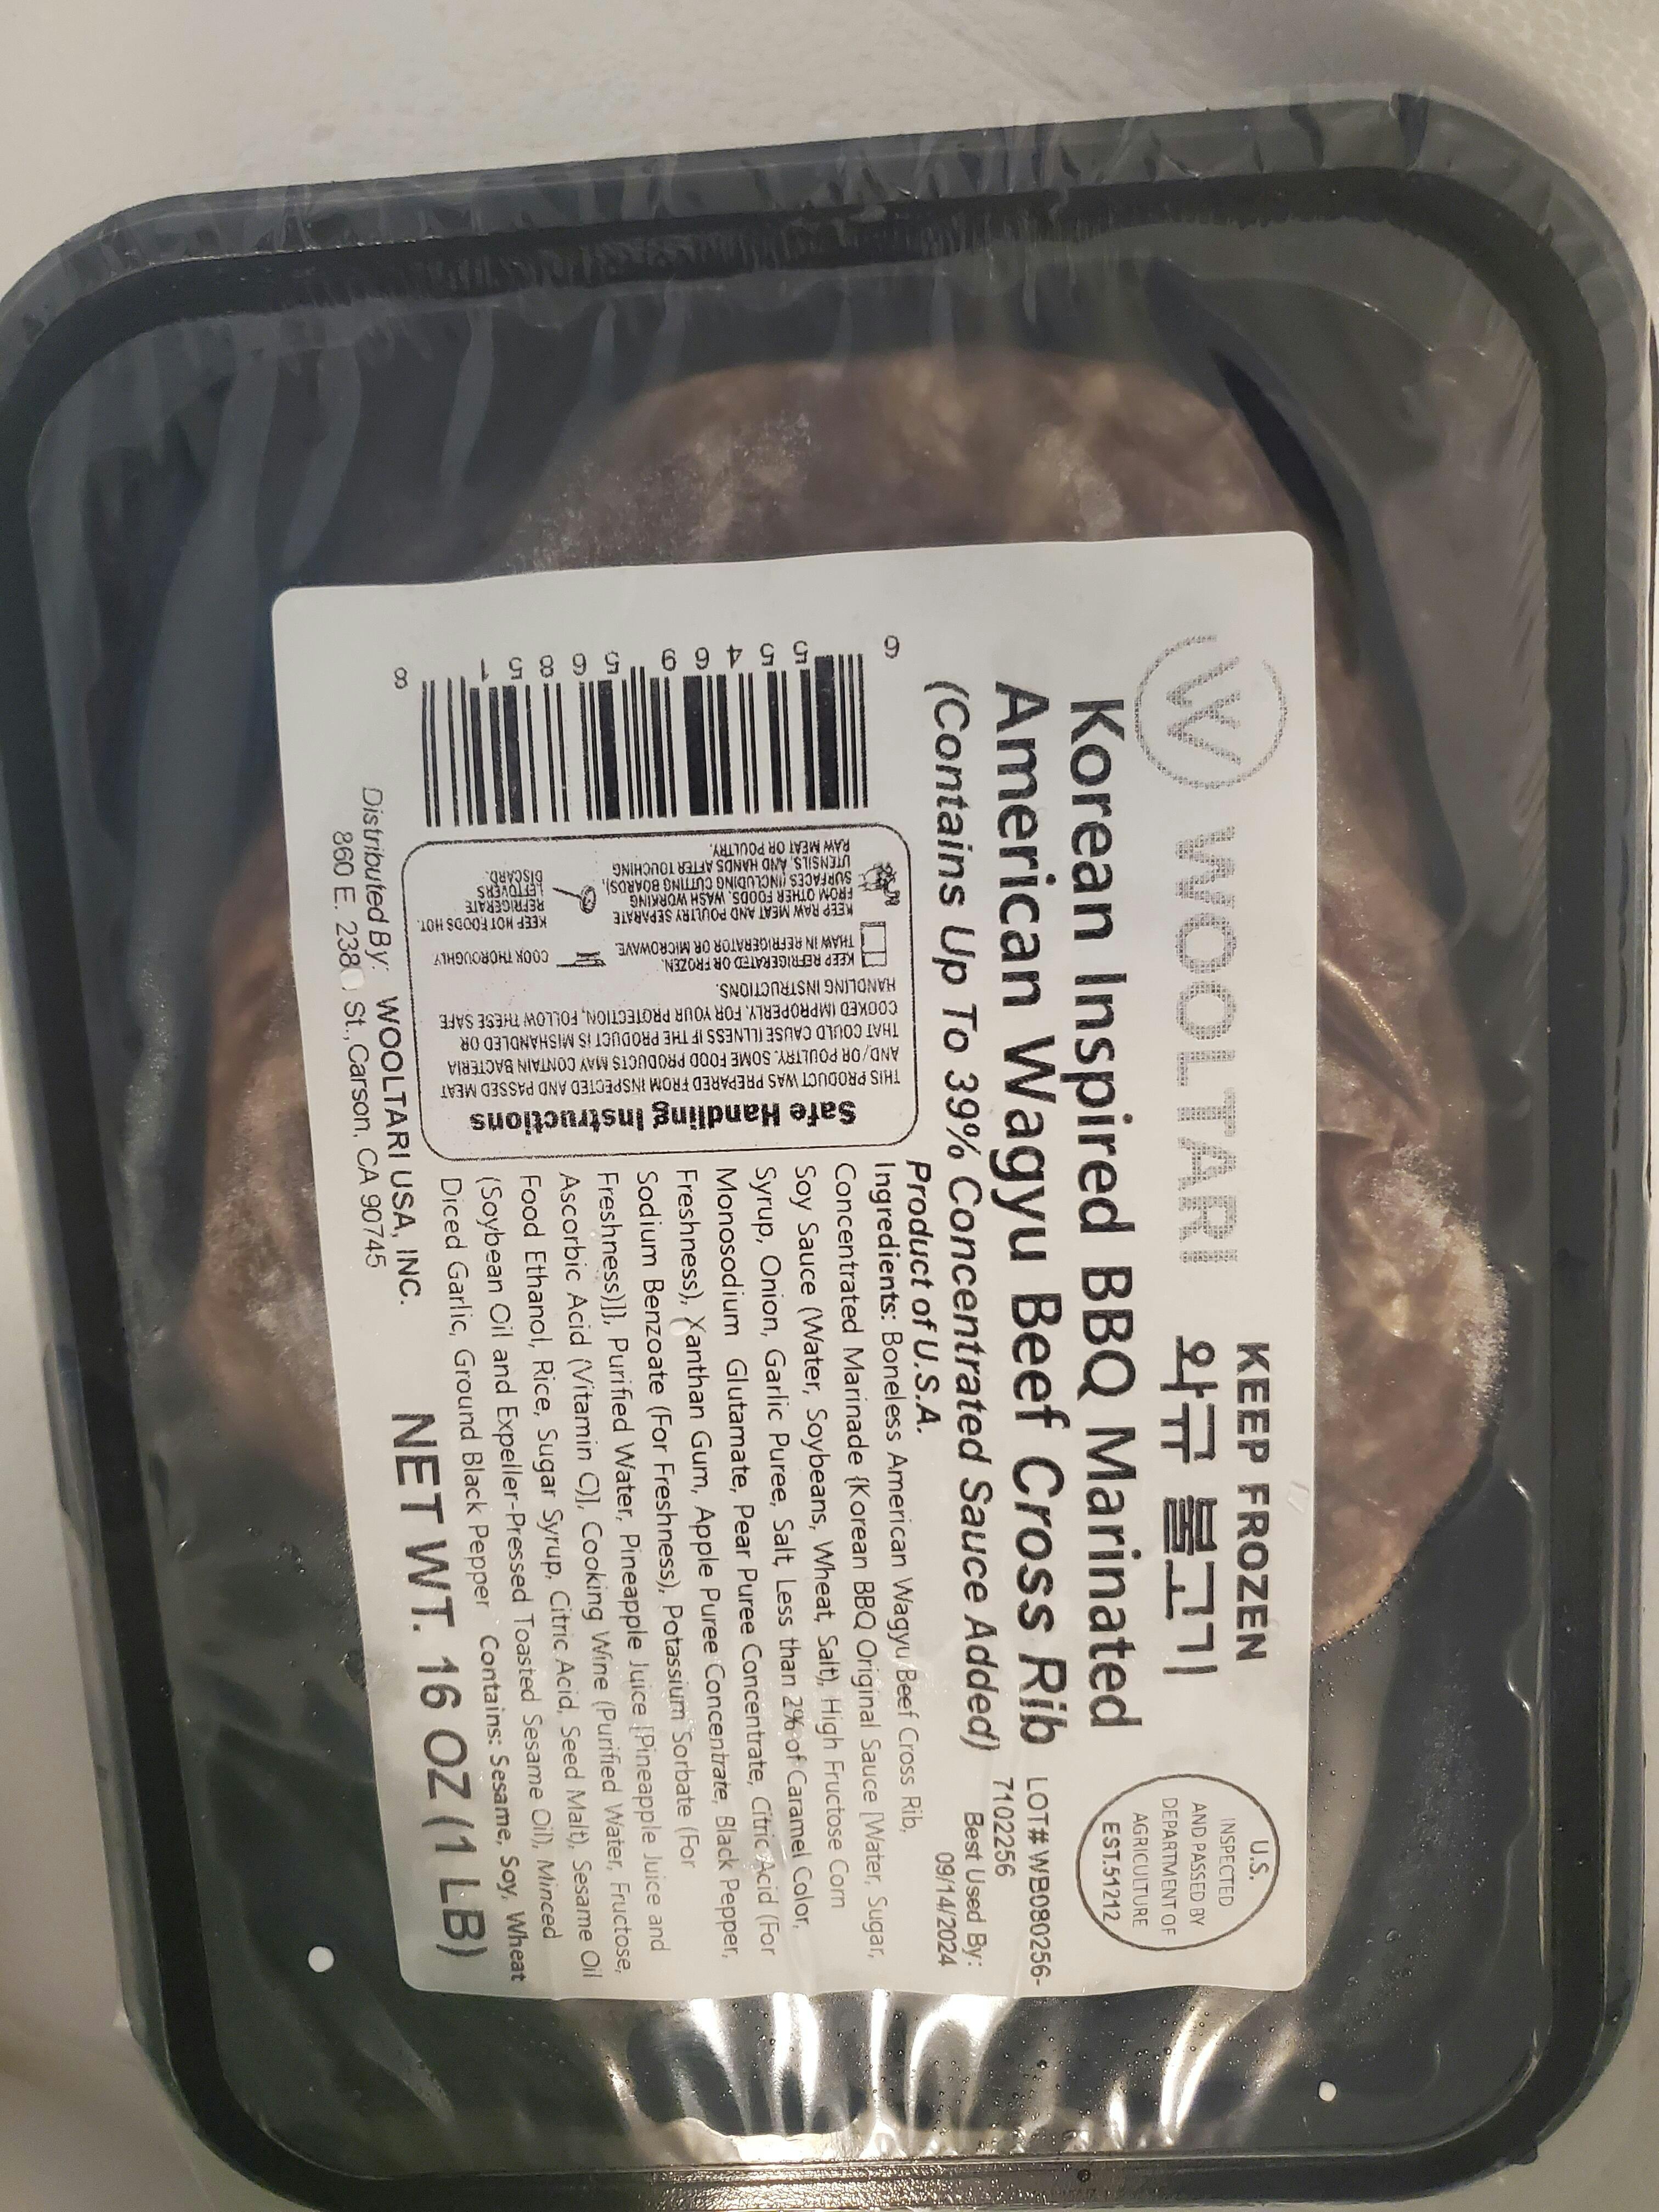 WOOLTARI
KEEP FROZEN
와규 불고기
Korean Inspired BBQ Marinated
American Wagyu Beef Cross Rib
(Contains Up To 39% Concentrated Sauce Added)
U.S.
INSPECTED
AND PASSED BY
DEPARTMENT OF
AGRICULTURE
EST.51212
LOT# WB080256-
7102256
Best Used By:
09/14/2024
Product of U.S.A.
Ingredients: Boneless American Wagyu Beef Cross Rib,
Concentrated Marinade {Korean BBQ Original Sauce [Water, Sugar,
Soy Sauce (Water, Soybeans, Wheat, Salt), High Fructose Corn
Syrup, Onion, Garlic Puree, Salt, Less than 2% of Caramel Color,
Monosodium Glutamate, Pear Puree Concentrate, Citric Acid (For
Freshness), Xanthan Gum, Apple Puree Concentrate, Black Pepper,
Sodium Benzoate (For Freshness), Potassium Sorbate (For
Freshness)]}, Purified Water, Pineapple Juice [Pineapple Juice and
Ascorbic Acid (Vitamin C)], Cooking Wine (Purified Water, Fructose,
Food Ethanol, Rice, Sugar Syrup, Citric Acid, Seed Malt), Sesame Oil
(Soybean Oil and Expeller-Pressed Toasted Sesame Oil), Minced
Diced Garlic, Ground Black Pepper Contains: Sesame, Soy, Wheat
6 55469 56851 8
Safe Handling Instructions
THIS PRODUCT WAS PREPARED FROM INSPECTED AND PASSED MEAT
AND/OR POULTRY. SOME FOOD PRODUCTS MAY CONTAIN BACTERIA
THAT COULD CAUSE ILLNESS IF THE PRODUCT IS MISHANDLED OR
COOKED IMPROPERLY. FOR YOUR PROTECTION, FOLLOW THESE SAFE
HANDLING INSTRUCTIONS.
KEEP REFRIGERATED OR FROZEN.
THAW IN REFRIGERATOR OR MICROWAVE.
KEEP RAW MEAT AND POULTRY SEPARATE
FROM OTHER FOODS. WASH WORKING
SURFACES (INCLUDING CUTTING BOARDS),
UTENSILS, AND HANDS AFTER TOUCHING
RAW MEAT OR POULTRY.
COOK THOROUGHLY
KEEP HOT FOODS HOT.
REFRIGERATE
LEFTOVERS
DISCARD.
Distributed By: WOOLTARI USA, INC.
860 E. 238 St., Carson, CA 90745
NET WT. 16 OZ (1 LB)